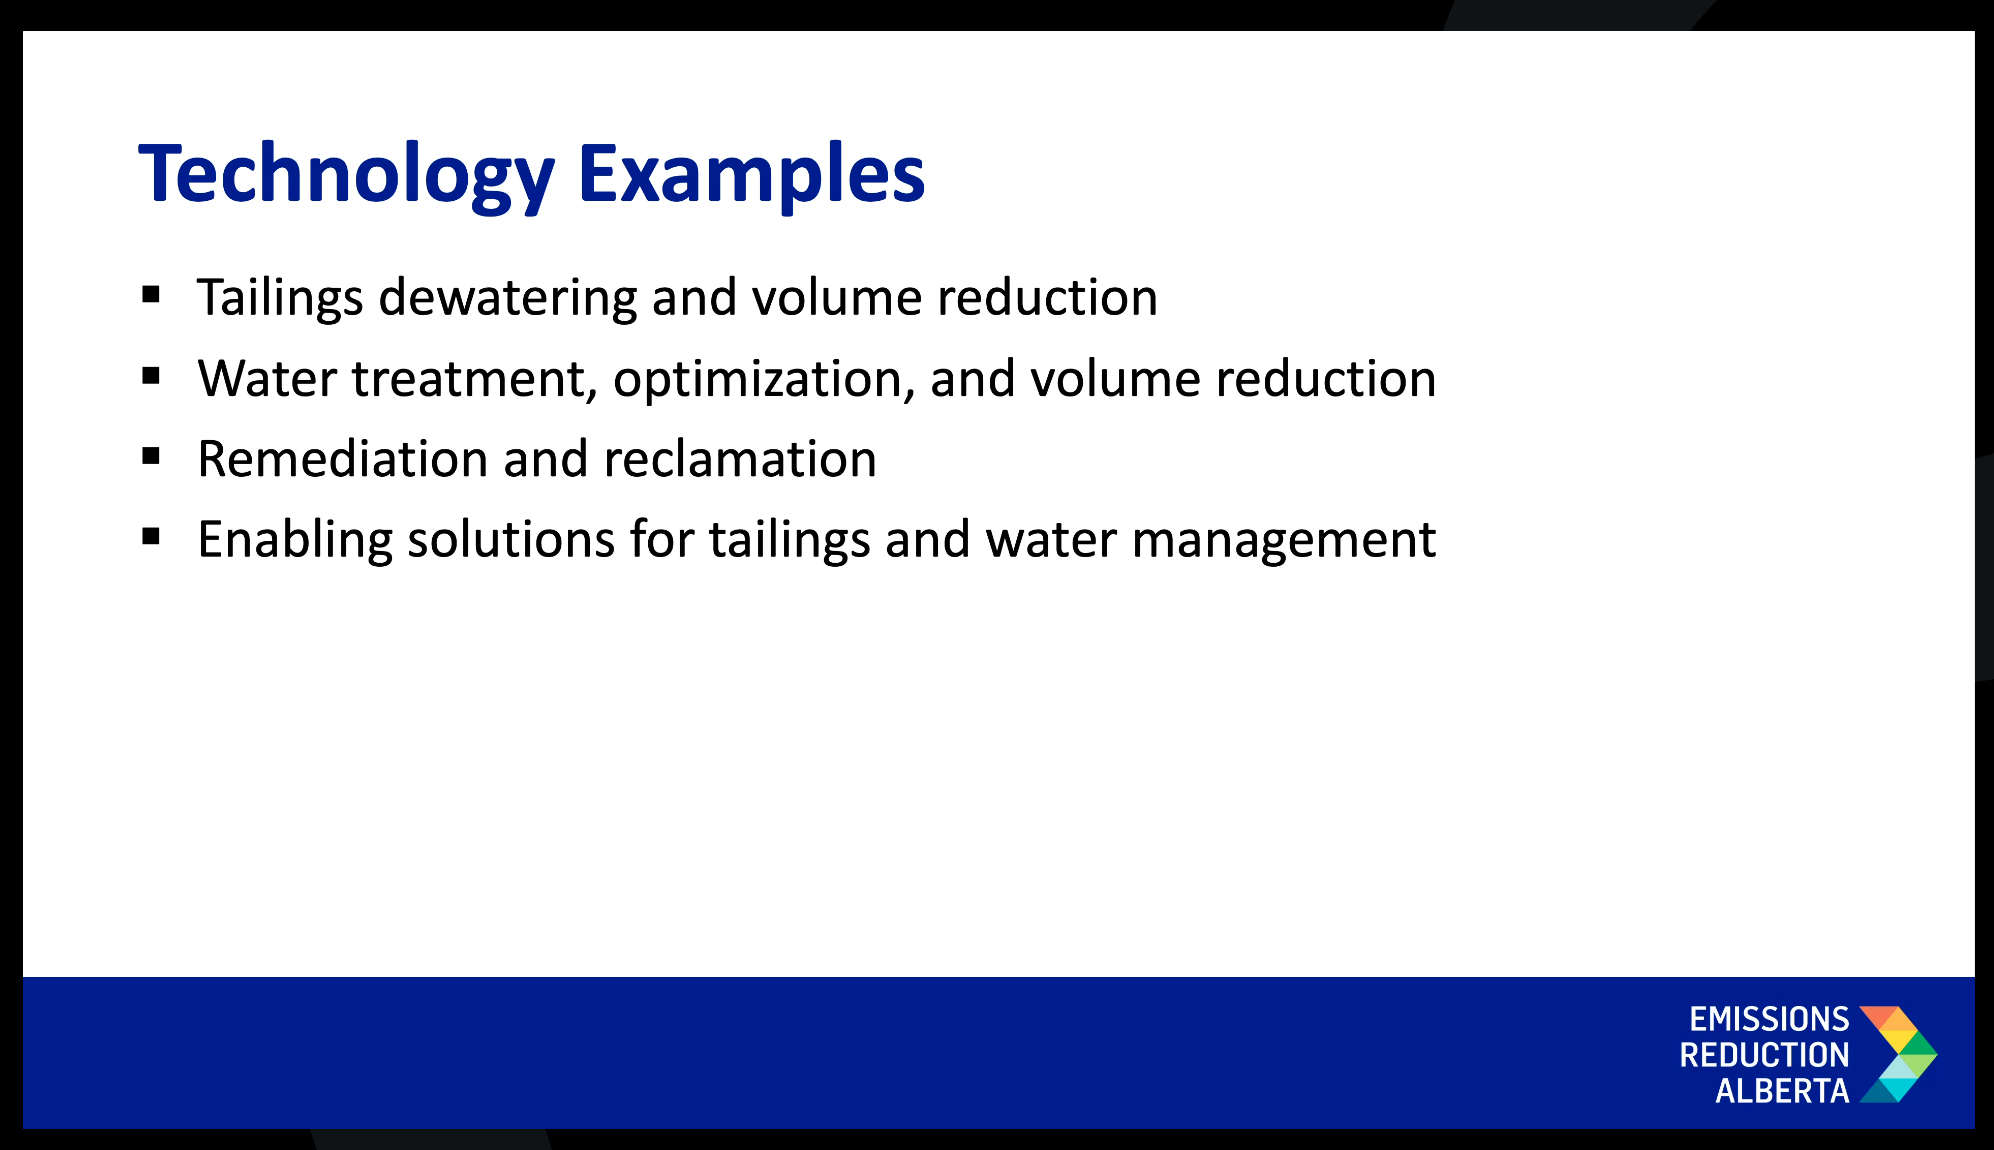 Technology Examples
▪ Tailings dewatering and volume reduction
▪ Water treatment, optimization, and volume reduction
▪ Remediation and reclamation
▪ Enabling solutions for tailings and water management
EMISSIONS
REDUCTION
ALBERTA